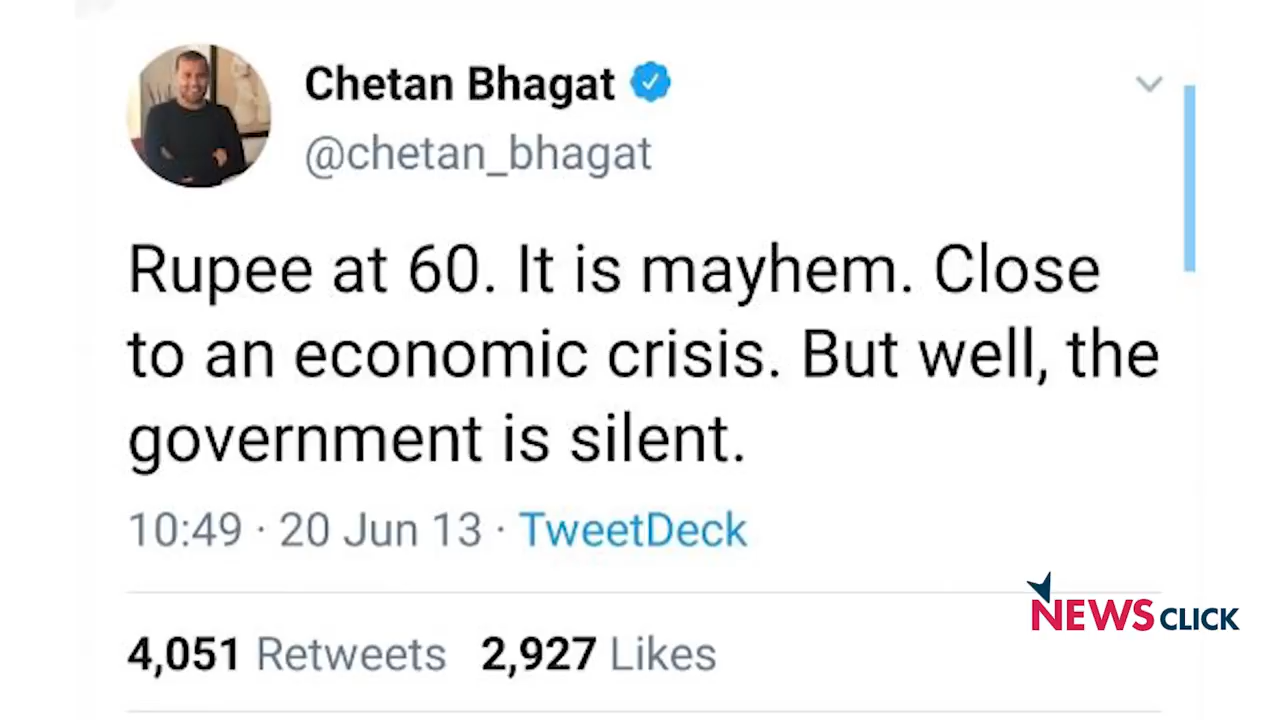 Chetan Bhagat
@chetan_bhagat
Rupee at 60. It is mayhem. Close
to an economic crisis. But well, the
government is silent.
10:49 · 20 Jun 13 · TweetDeck
NEWS CLICK
4,051 Retweets 2,927 Likes